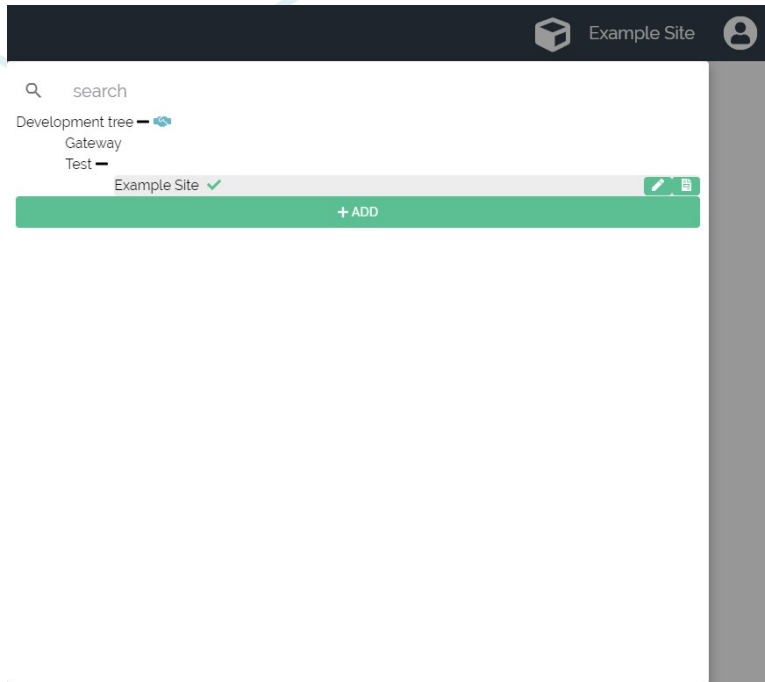 Example Site
search
Development tree
Gateway
Test
Example Site
+ ADD